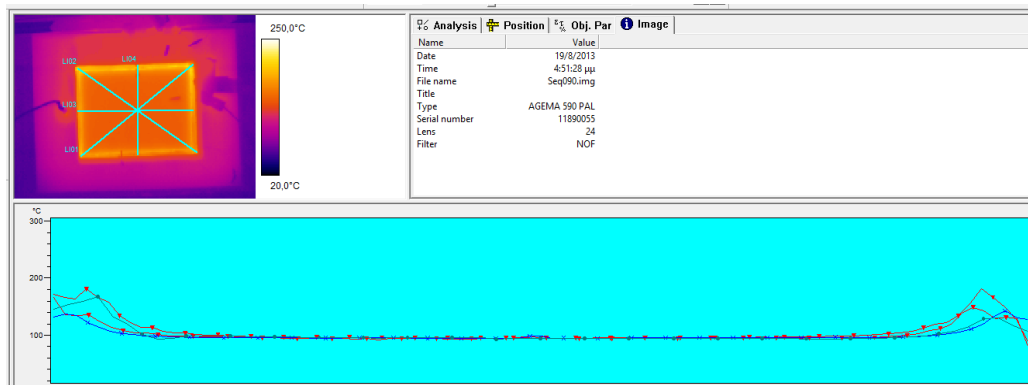 250,0°C
LI02
LI04
LI03
LI01
20,0°C
Analysis Position Obj. Par Image
Name Value
Date 19/8/2013
Time 4:51:28 μμ
File name Seq090.img
Title
Type AGEMA 590 PAL
Serial number 11890055
Lens 24
Filter NOF
°C
300
200
100